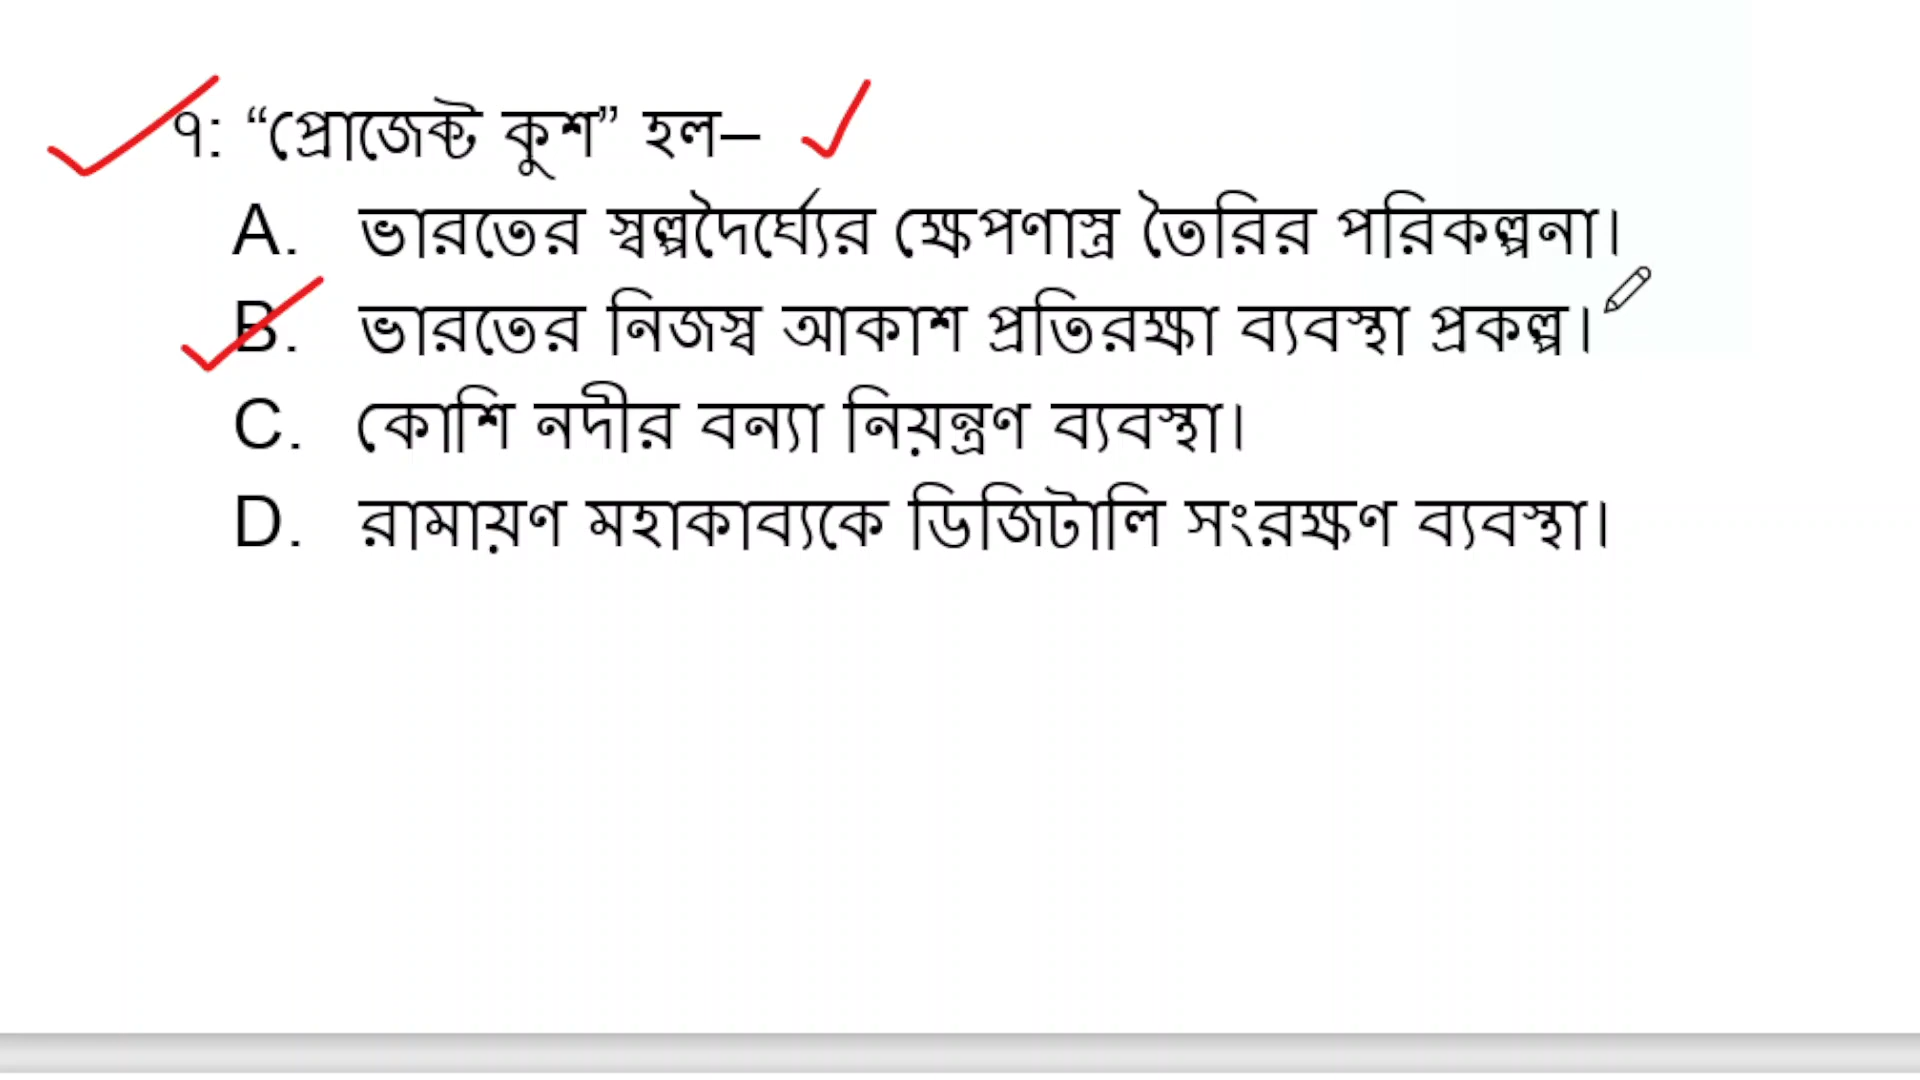 ৭: “প্রোজেক্ট কুশ” হল–
A. ভারতের স্বল্পদৈর্ঘ্যের ক্ষেপণাস্ত্র তৈরির পরিকল্পনা।
B. ভারতের নিজস্ব আকাশ প্রতিরক্ষা ব্যবস্থা প্রকল্প।
C. কোশি নদীর বন্যা নিয়ন্ত্রণ ব্যবস্থা।
D. রামায়ণ মহাকাব্যকে ডিজিটালি সংরক্ষণ ব্যবস্থা।